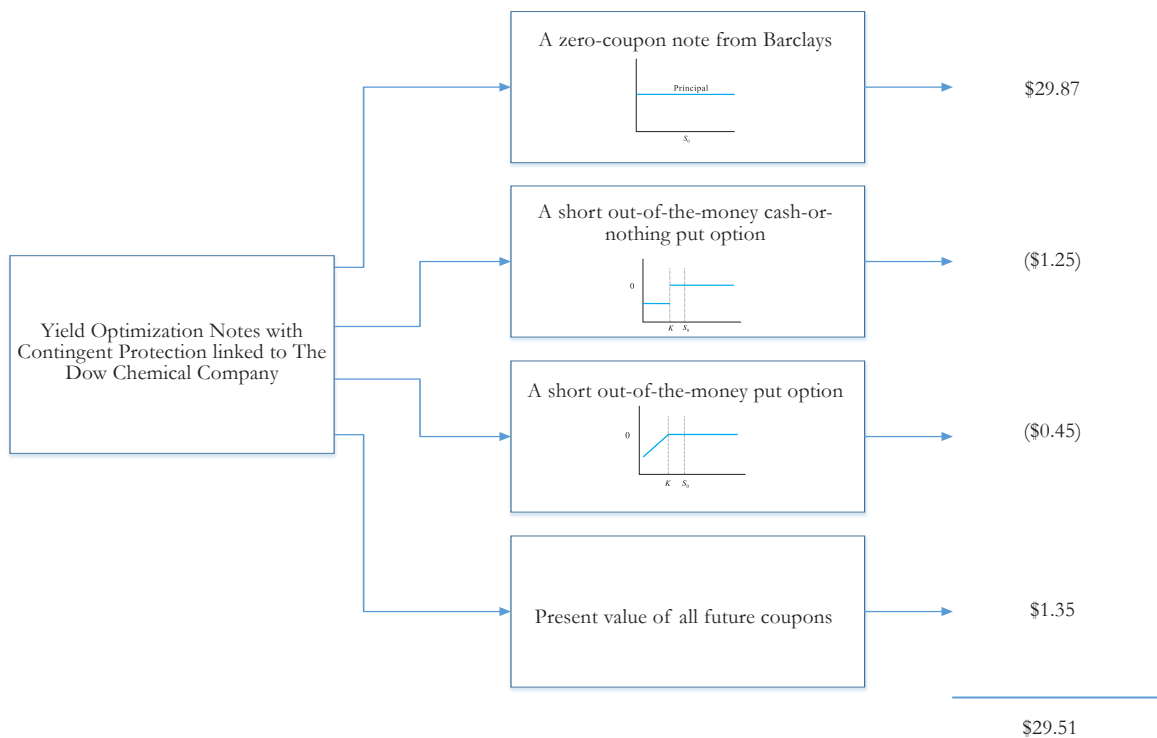 A zero-coupon note from Barclays
Principal
S₀
$29.87
A short out-of-the-money cash-or-
nothing put option
0
K
S₀
($1.25)
Yield Optimization Notes with
Contingent Protection linked to The
Dow Chemical Company
A short out-of-the-money put option
0
K
S₀
($0.45)
Present value of all future coupons
$1.35
$29.51